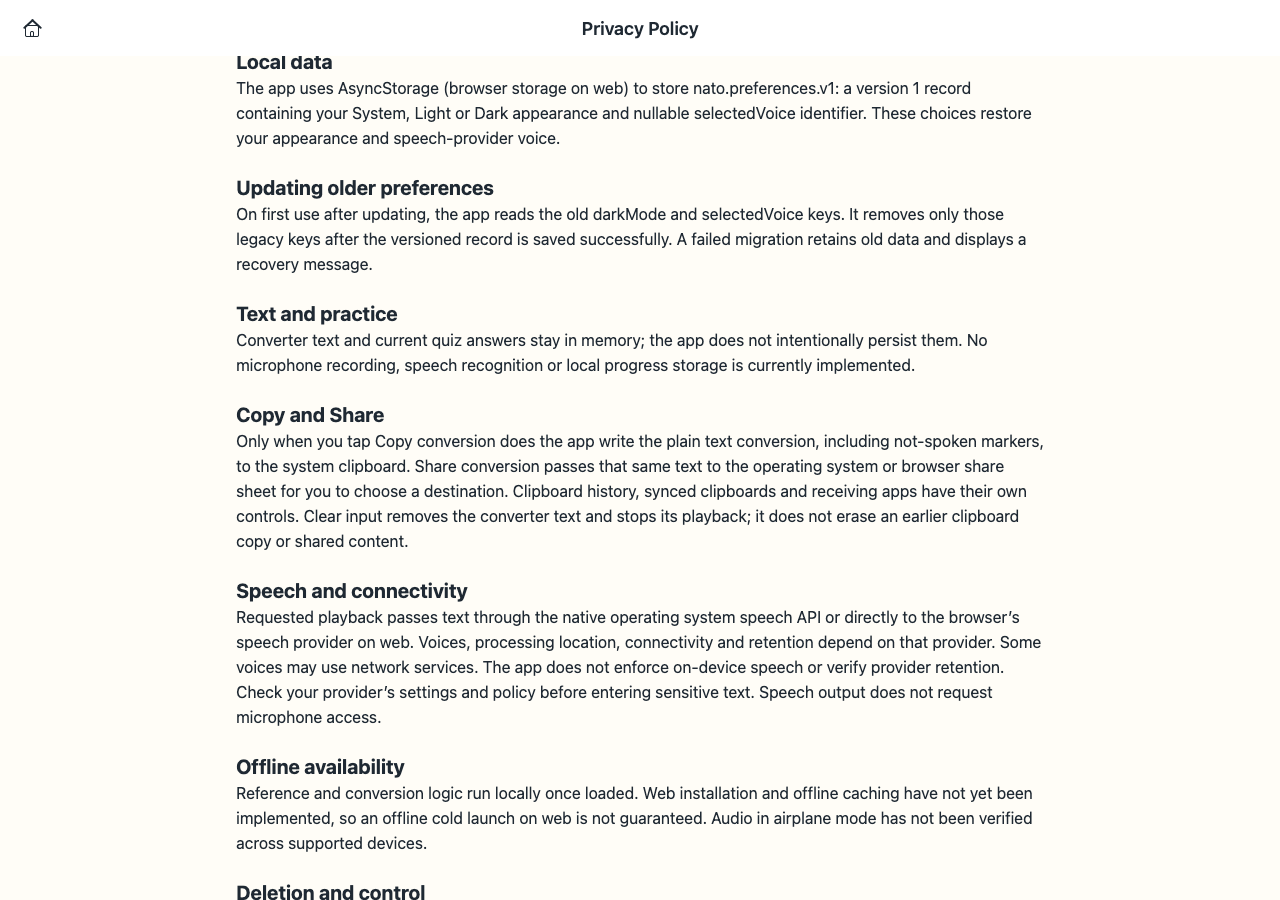 Privacy Policy
Local data
The app uses AsyncStorage (browser storage on web) to store nato.preferences.v1: a version 1 record
containing your System, Light or Dark appearance and nullable selectedVoice identifier. These choices restore
your appearance and speech-provider voice.
Updating older preferences
On first use after updating, the app reads the old darkMode and selectedVoice keys. It removes only those
legacy keys after the versioned record is saved successfully. A failed migration retains old data and displays a
recovery message.
Text and practice
Converter text and current quiz answers stay in memory; the app does not intentionally persist them. No
microphone recording, speech recognition or local progress storage is currently implemented.
Copy and Share
Only when you tap Copy conversion does the app write the plain text conversion, including not-spoken markers,
to the system clipboard. Share conversion passes that same text to the operating system or browser share
sheet for you to choose a destination. Clipboard history, synced clipboards and receiving apps have their own
controls. Clear input removes the converter text and stops its playback; it does not erase an earlier clipboard
copy or shared content.
Speech and connectivity
Requested playback passes text through the native operating system speech API or directly to the browser’s
speech provider on web. Voices, processing location, connectivity and retention depend on that provider. Some
voices may use network services. The app does not enforce on-device speech or verify provider retention.
Check your provider’s settings and policy before entering sensitive text. Speech output does not request
microphone access.
Offline availability
Reference and conversion logic run locally once loaded. Web installation and offline caching have not yet been
implemented, so an offline cold launch on web is not guaranteed. Audio in airplane mode has not been verified
across supported devices.
Deletion and control